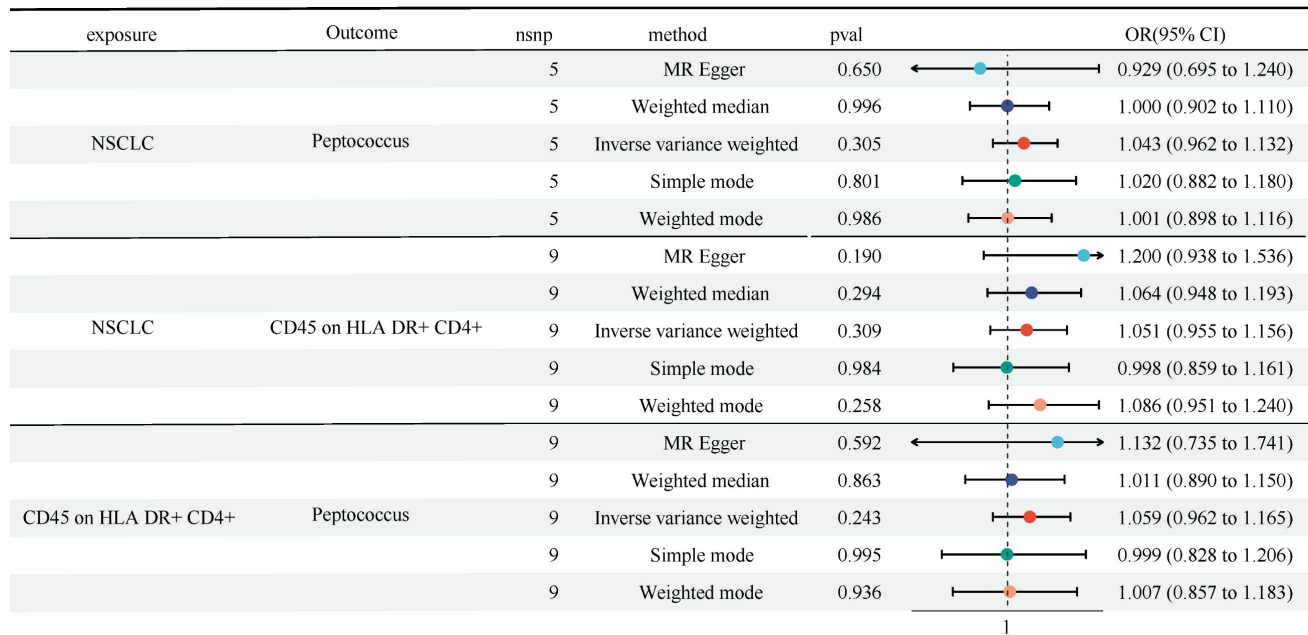 exposure Outcome nsnp method pval OR(95% CI)
5 MR Egger 0.650 0.929 (0.695 to 1.240)
5 Weighted median 0.996 1.000 (0.902 to 1.110)
NSCLC Peptococcus 5 Inverse variance weighted 0.305 1.043 (0.962 to 1.132)
5 Simple mode 0.801 1.020 (0.882 to 1.180)
5 Weighted mode 0.986 1.001 (0.898 to 1.116)
9 MR Egger 0.190 1.200 (0.938 to 1.536)
9 Weighted median 0.294 1.064 (0.948 to 1.193)
NSCLC CD45 on HLA DR+ CD4+ 9 Inverse variance weighted 0.309 1.051 (0.955 to 1.156)
9 Simple mode 0.984 0.998 (0.859 to 1.161)
9 Weighted mode 0.258 1.086 (0.951 to 1.240)
9 MR Egger 0.592 1.132 (0.735 to 1.741)
9 Weighted median 0.863 1.011 (0.890 to 1.150)
CD45 on HLA DR+ CD4+ Peptococcus 9 Inverse variance weighted 0.243 1.059 (0.962 to 1.165)
9 Simple mode 0.995 0.999 (0.828 to 1.206)
9 Weighted mode 0.936 1.007 (0.857 to 1.183)
1